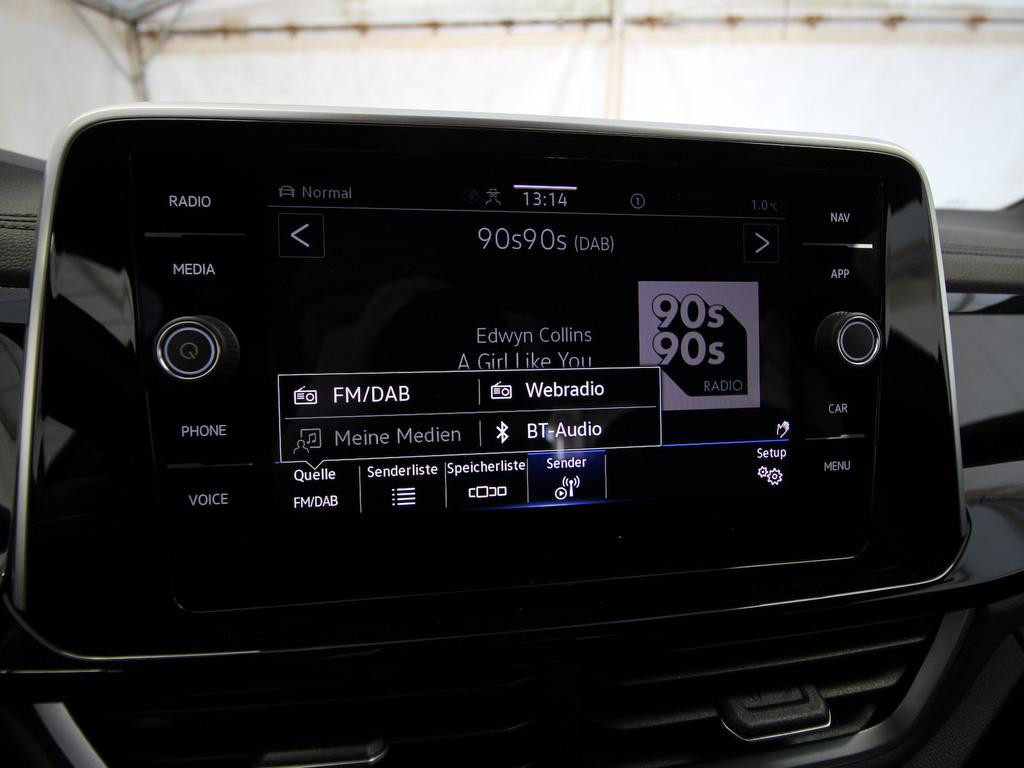 RADIO
MEDIA
PHONE
VOICE
Normal
13:14
1
1.0 °C
90s90s (DAB)
Edwyn Collins
A Girl Like You
90s
90s
RADIO
FM/DAB
Webradio
Meine Medien
BT-Audio
Quelle
FM/DAB
Senderliste
Speicherliste
Sender
Setup
NAV
APP
CAR
MENU